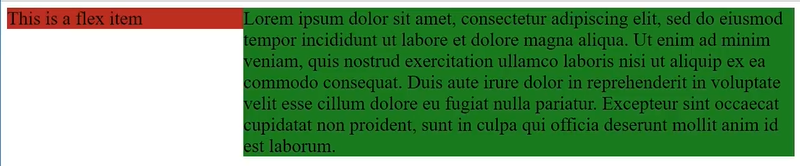 This is a flex item
Lorem ipsum dolor sit amet, consectetur adipiscing elit, sed do eiusmod
tempor incididunt ut labore et dolore magna aliqua. Ut enim ad minim
veniam, quis nostrud exercitation ullamco laboris nisi ut aliquip ex ea
commodo consequat. Duis aute irure dolor in reprehenderit in voluptate
velit esse cillum dolore eu fugiat nulla pariatur. Excepteur sint occaecat
cupidatat non proident, sunt in culpa qui officia deserunt mollit anim id
est laborum.